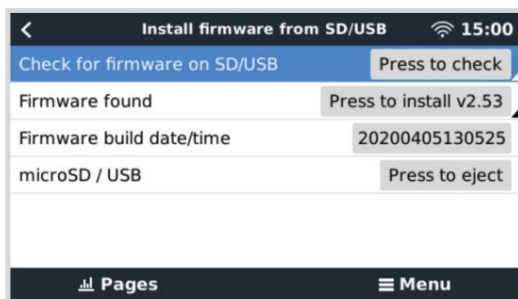 Install firmware from SD/USB 15:00
Check for firmware on SD/USB Press to check
Firmware found Press to install v2.53
Firmware build date/time 20200405130525
microSD / USB Press to eject
Pages Menu